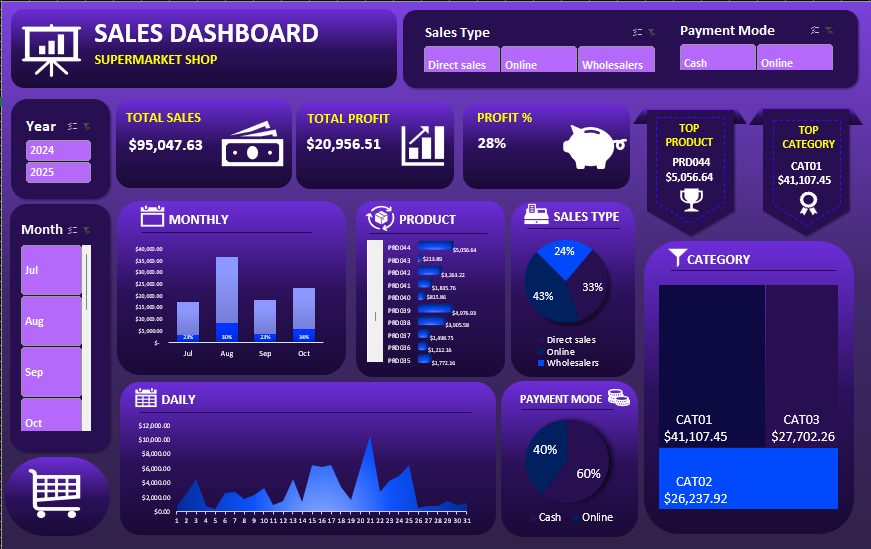 SALES DASHBOARD
SUPERMARKET SHOP
Sales Type
Direct sales
Online
Wholesalers
Payment Mode
Cash
Online
Year
2024
2025
TOTAL SALES
$95,047.63
TOTAL PROFIT
$20,956.51
PROFIT %
28%
TOP
PRODUCT
PRD044
$5,056.64
TOP
CATEGORY
CAT01
$41,107.45
Month
Jul
Aug
Sep
Oct
MONTHLY
$40,000.00
$35,000.00
$30,000.00
$25,000.00
$20,000.00
$15,000.00
$10,000.00
$5,000.00
$-
23%
30%
23%
34%
Jul
Aug
Sep
Oct
PRODUCT
PRD044 $5,056.64
PRD043 $213.89
PRD042 $3,263.22
PRD041 $1,835.76
PRD040 $815.86
PRD039 $4,976.93
PRD038 $3,905.58
PRD037 $1,498.75
PRD036 $1,212.16
PRD035 $1,772.16
SALES TYPE
24%
33%
43%
Direct sales
Online
Wholesalers
CATEGORY
CAT01
$41,107.45
CAT03
$27,702.26
CAT02
$26,237.92
DAILY
$12,000.00
$10,000.00
$8,000.00
$6,000.00
$4,000.00
$2,000.00
$0.00
1 2 3 4 5 6 7 8 9 10 11 12 13 14 15 16 17 18 19 20 21 22 23 24 25 26 27 28 29 30 31
PAYMENT MODE
40%
60%
Cash
Online